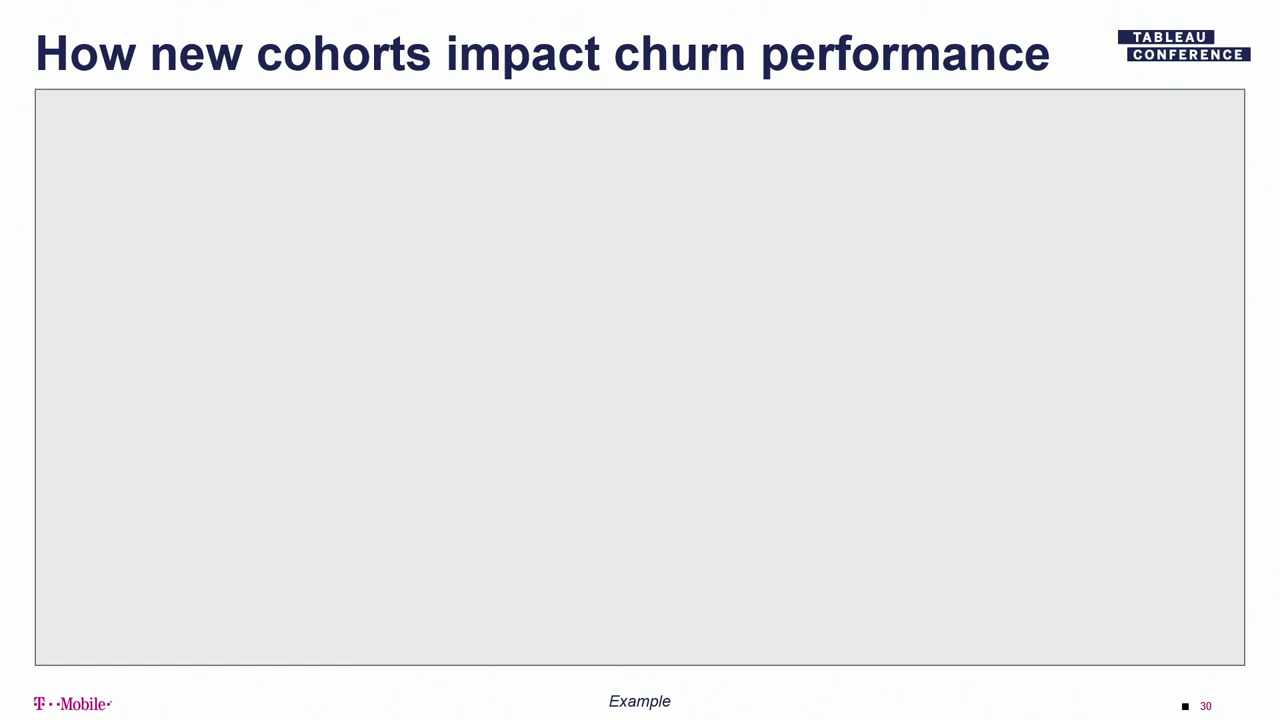 How new cohorts impact churn performance
TABLEAU
CONFERENCE
T··Mobile·
Example
30